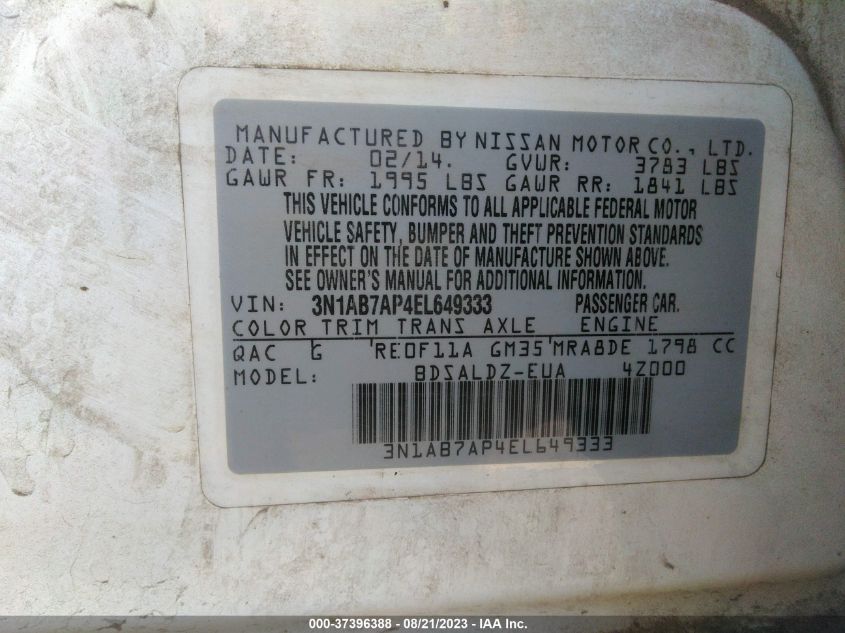 MANUFACTURED BY NISSAN MOTOR CO., LTD.
DATE: 02/14. GVWR: 3783 LBS
GAWR FR: 1995 LBS GAWR RR: 1841 LBS
THIS VEHICLE CONFORMS TO ALL APPLICABLE FEDERAL MOTOR
VEHICLE SAFETY, BUMPER AND THEFT PREVENTION STANDARDS
IN EFFECT ON THE DATE OF MANUFACTURE SHOWN ABOVE.
SEE OWNER'S MANUAL FOR ADDITIONAL INFORMATION.
VIN: 3N1AB7AP4EL649333 PASSENGER CAR.
COLOR TRIM TRANS AXLE ENGINE
QAC G RE0F11A GM35 MRA8DE 1798 CC
MODEL: BDSALDZ-EUA 4Z000
3N1AB7AP4EL649333
000-37396388 - 08/21/2023 - IAA Inc.